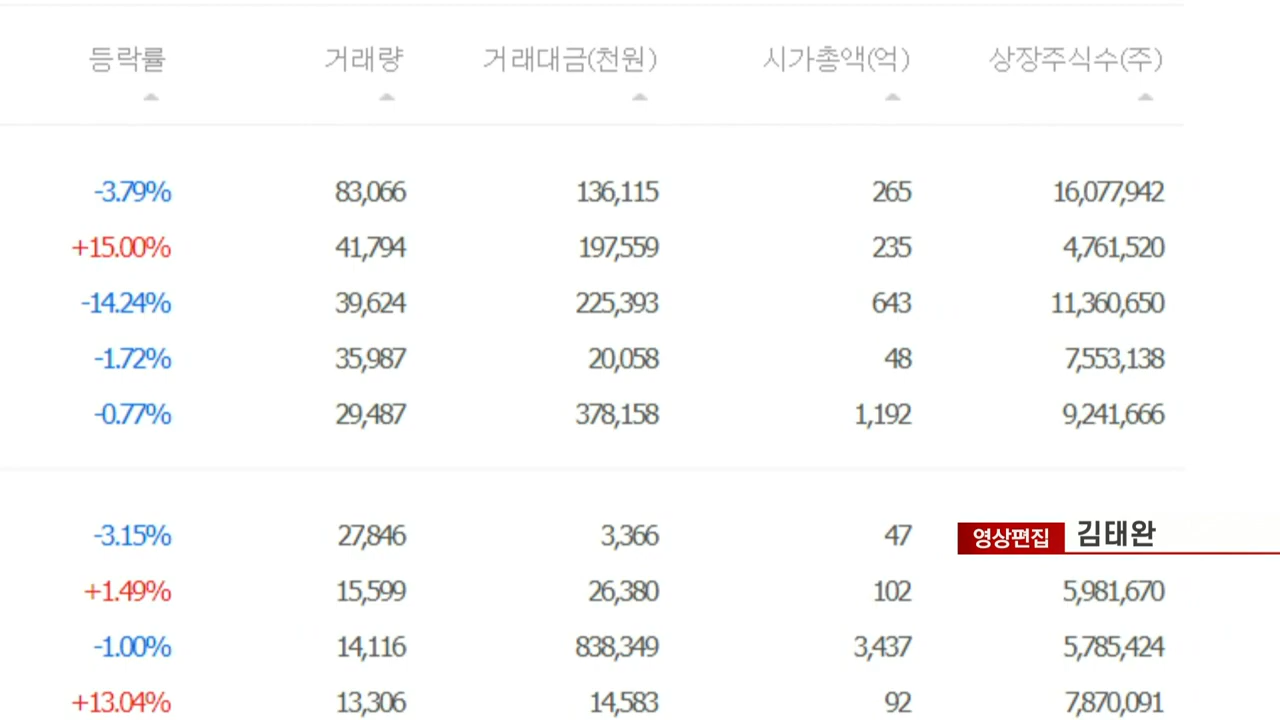 등락률 거래량 거래대금(천원) 시가총액(억) 상장주식수(주)
-3.79% 83,066 136,115 265 16,077,942
+15.00% 41,794 197,559 235 4,761,520
-14.24% 39,624 225,393 643 11,360,650
-1.72% 35,987 20,058 48 7,553,138
-0.77% 29,487 378,158 1,192 9,241,666
-3.15% 27,846 3,366 47 영상편집 김태완
+1.49% 15,599 26,380 102 5,981,670
-1.00% 14,116 838,349 3,437 5,785,424
+13.04% 13,306 14,583 92 7,870,091